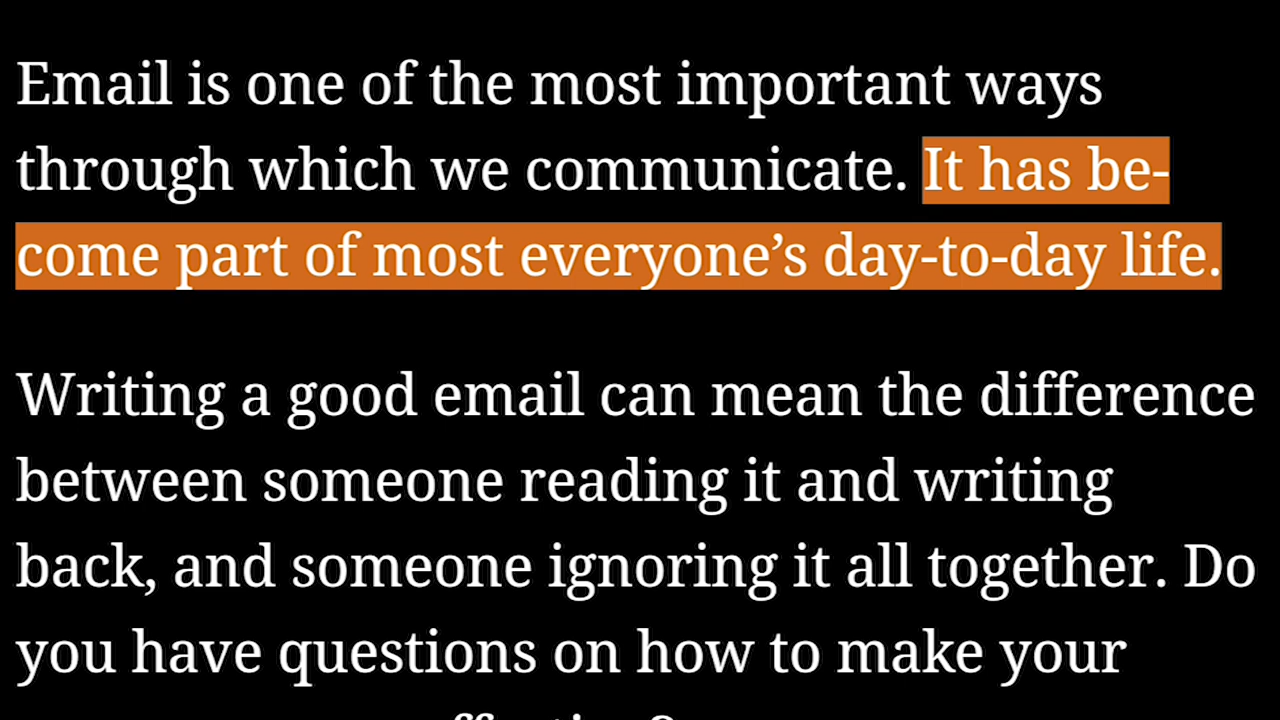 Email is one of the most important ways
through which we communicate. It has be-
come part of most everyone’s day-to-day life.
Writing a good email can mean the difference
between someone reading it and writing
back, and someone ignoring it all together. Do
you have questions on how to make your